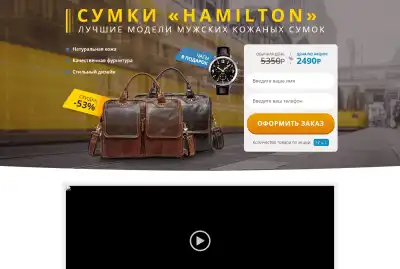 СУМКИ «HAMILTON»
ЛУЧШИЕ МОДЕЛИ МУЖСКИХ КОЖАНЫХ СУМОК
Натуральная кожа
Качественная фурнитура
Стильный дизайн
ЧАСЫ
В ПОДАРОК
СКИДКА
-53%
ОБЫЧНАЯ ЦЕНА
5350₽
ЦЕНА ПО АКЦИИ
2490₽
Введите ваше имя
Введите ваш телефон
ОФОРМИТЬ ЗАКАЗ
КОЛИЧЕСТВО ТОВАРА ПО АКЦИИ